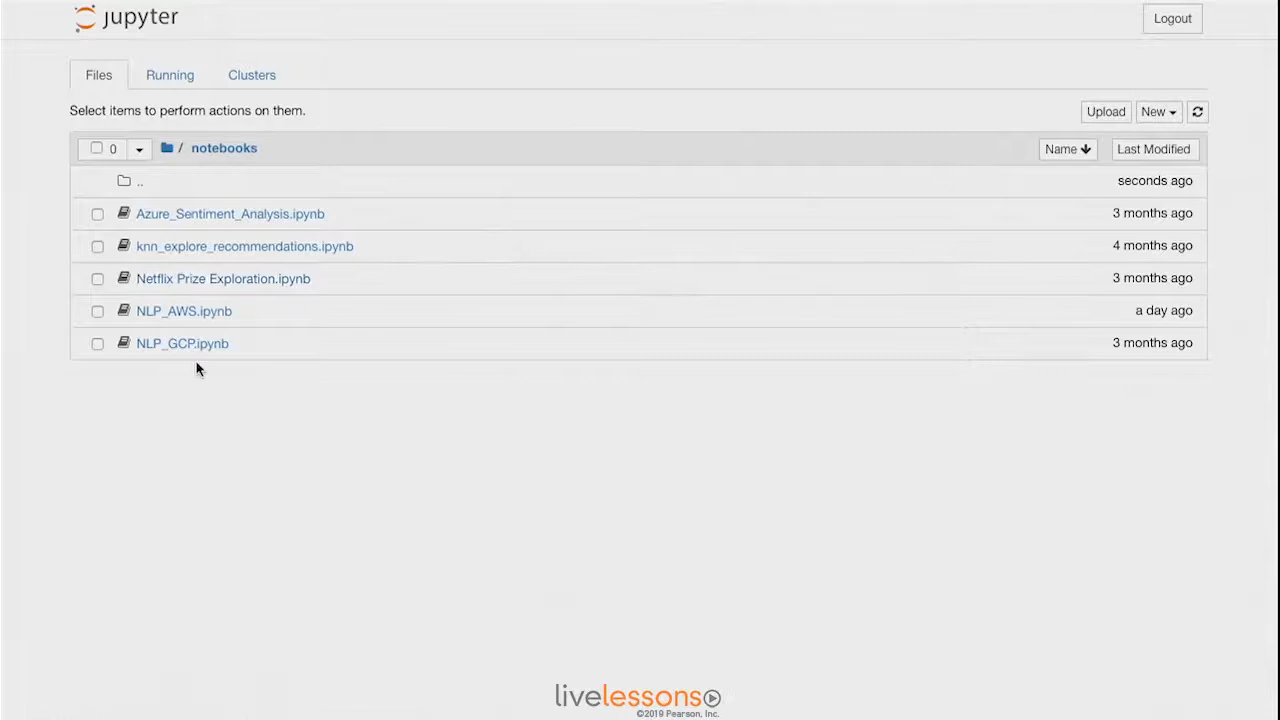 jupyter
Logout
Files Running Clusters
Select items to perform actions on them.
Upload New
0 / notebooks Name Last Modified
.. seconds ago
Azure_Sentiment_Analysis.ipynb 3 months ago
knn_explore_recommendations.ipynb 4 months ago
Netflix Prize Exploration.ipynb 3 months ago
NLP_AWS.ipynb a day ago
NLP_GCP.ipynb 3 months ago
livelessons
©2019 Pearson, Inc.